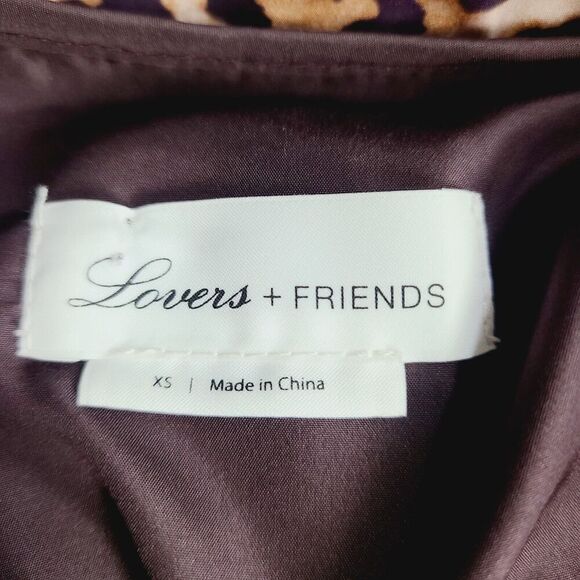 Lovers + FRIENDS
XS | Made in China